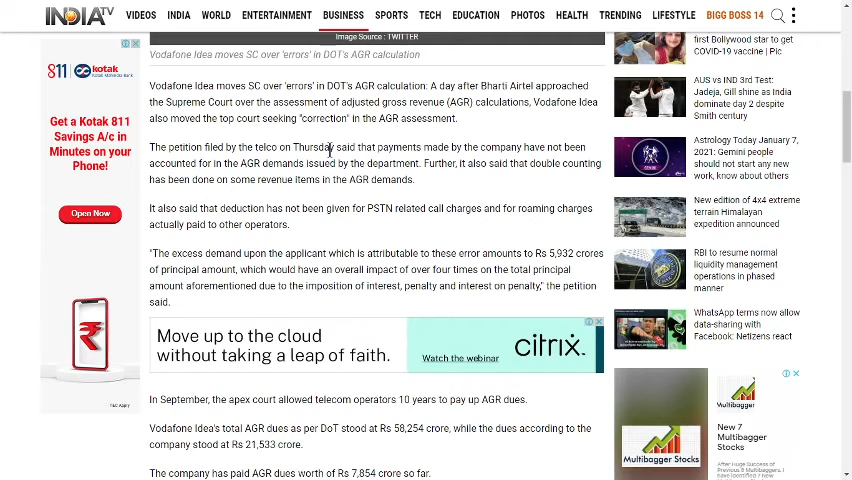 INDIA TV
VIDEOS INDIA WORLD ENTERTAINMENT BUSINESS SPORTS TECH EDUCATION PHOTOS HEALTH TRENDING LIFESTYLE BIGG BOSS 14
Image Source : TWITTER
Vodafone Idea moves SC over 'errors' in DOT's AGR calculation
Vodafone Idea moves SC over 'errors' in DOT's AGR calculation: A day after Bharti Airtel approached
the Supreme Court over the assessment of adjusted gross revenue (AGR) calculations, Vodafone Idea
also moved the top court seeking "correction" in the AGR assessment.
The petition filed by the telco on Thursday said that payments made by the company have not been
accounted for in the AGR demands issued by the department. Further, it also said that double counting
has been done on some revenue items in the AGR demands.
It also said that deduction has not been given for PSTN related call charges and for roaming charges
actually paid to other operators.
"The excess demand upon the applicant which is attributable to these error amounts to Rs 5,932 crores
of principal amount, which would have an overall impact of over four times on the total principal
amount aforementioned due to the imposition of interest, penalty and interest on penalty," the petition
said.
Move up to the cloud
without taking a leap of faith.
Watch the webinar
citrix
In September, the apex court allowed telecom operators 10 years to pay up AGR dues.
Vodafone Idea's total AGR dues as per DoT stood at Rs 58,254 crore, while the dues according to the
company stood at Rs 21,533 crore.
The company has paid AGR dues worth of Rs 7,854 crore so far.
811 kotak
Kotak Mahindra Bank
Get a Kotak 811
Savings A/c in
Minutes on your
Phone!
Open Now
T&C Apply
first Bollywood star to get
COVID-19 vaccine | Pic
AUS vs IND 3rd Test:
Jadeja, Gill shine as India
dominate day 2 despite
Smith century
Astrology Today January 7,
2021: Gemini people
should not start any new
work, know about others
New edition of 4x4 extreme
terrain Himalayan
expedition announced
RBI to resume normal
liquidity management
operations in phased
manner
WhatsApp terms now allow
data-sharing with
Facebook: Netizens react
Multibagger Stocks
MULTIBAGGER
New 7
Multibagger
Stocks
After Huge Success of
Previous 8 Multibaggers
I have identified 7 New